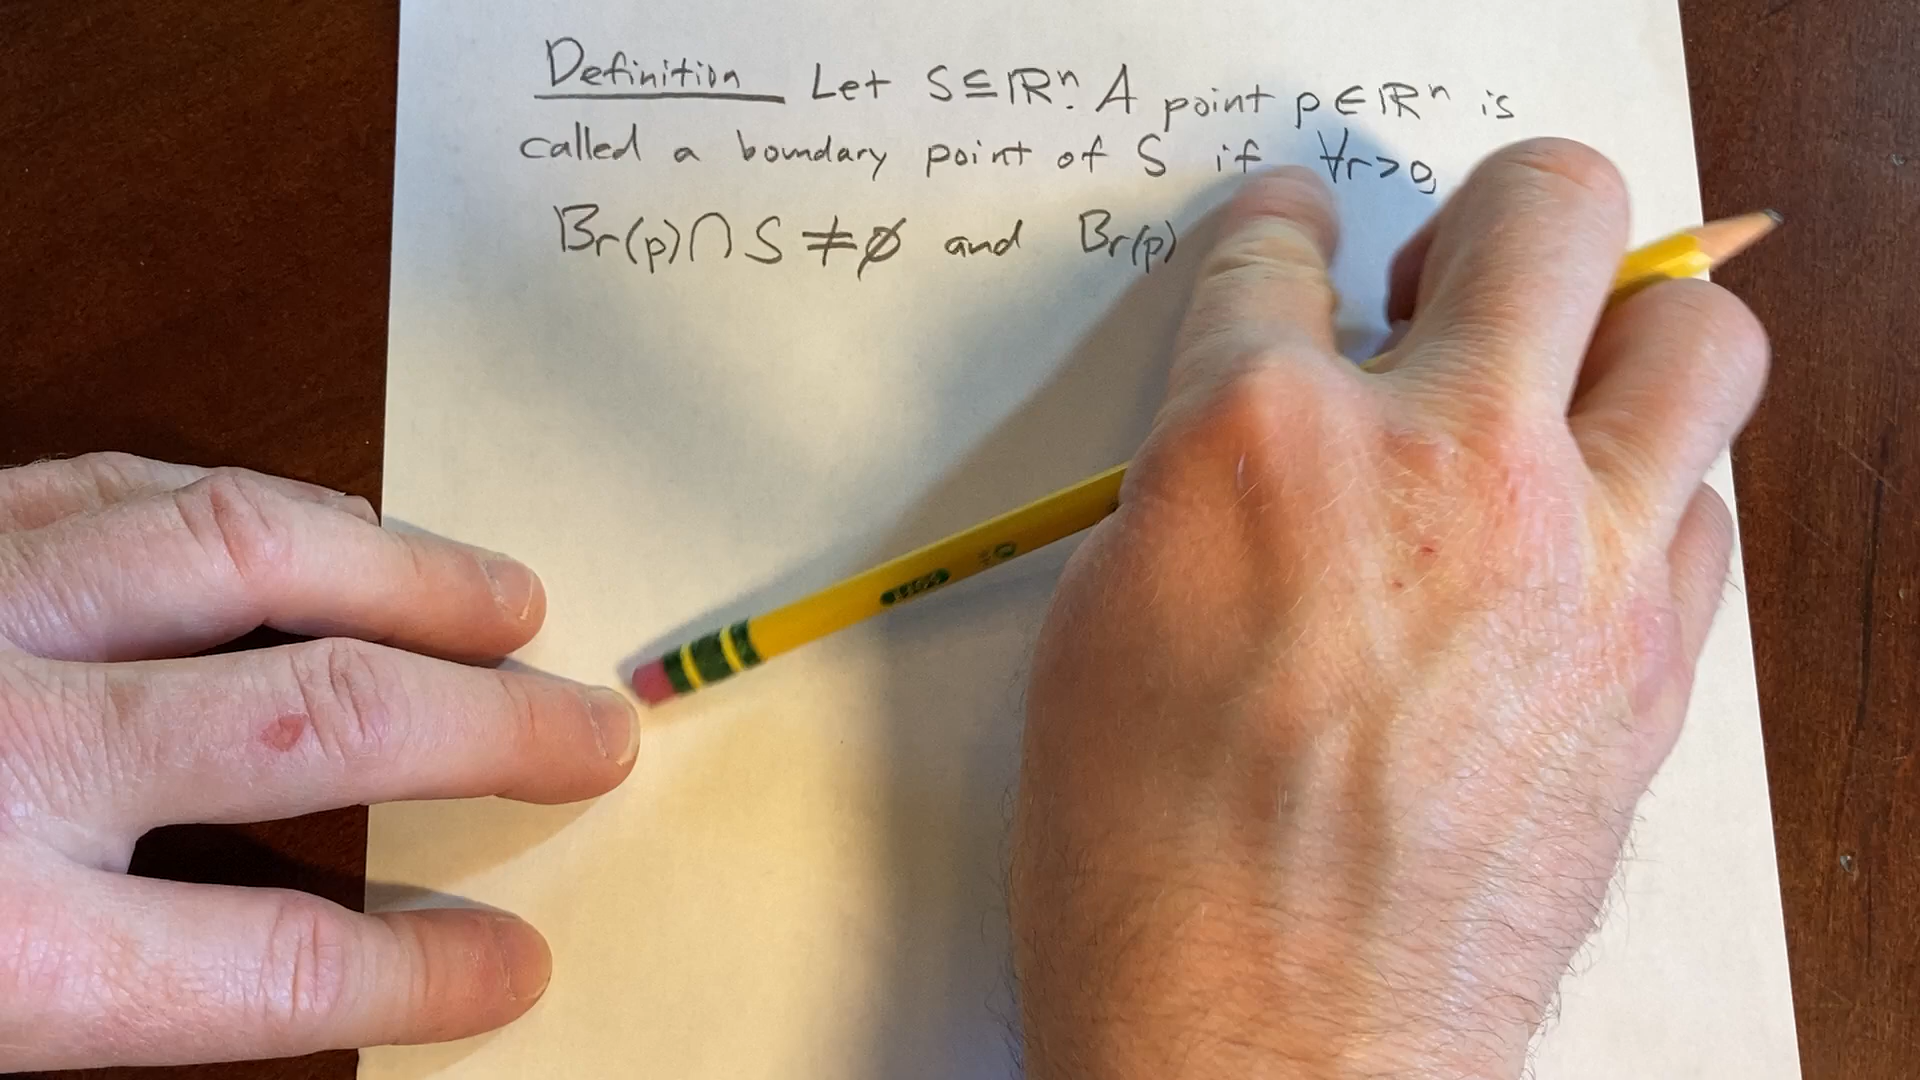 Definition Let S⊆ℝⁿ. A point p∈ℝⁿ is
called a boundary point of S if ∀r>0,
Br(p)∩S≠∅ and Br(p)